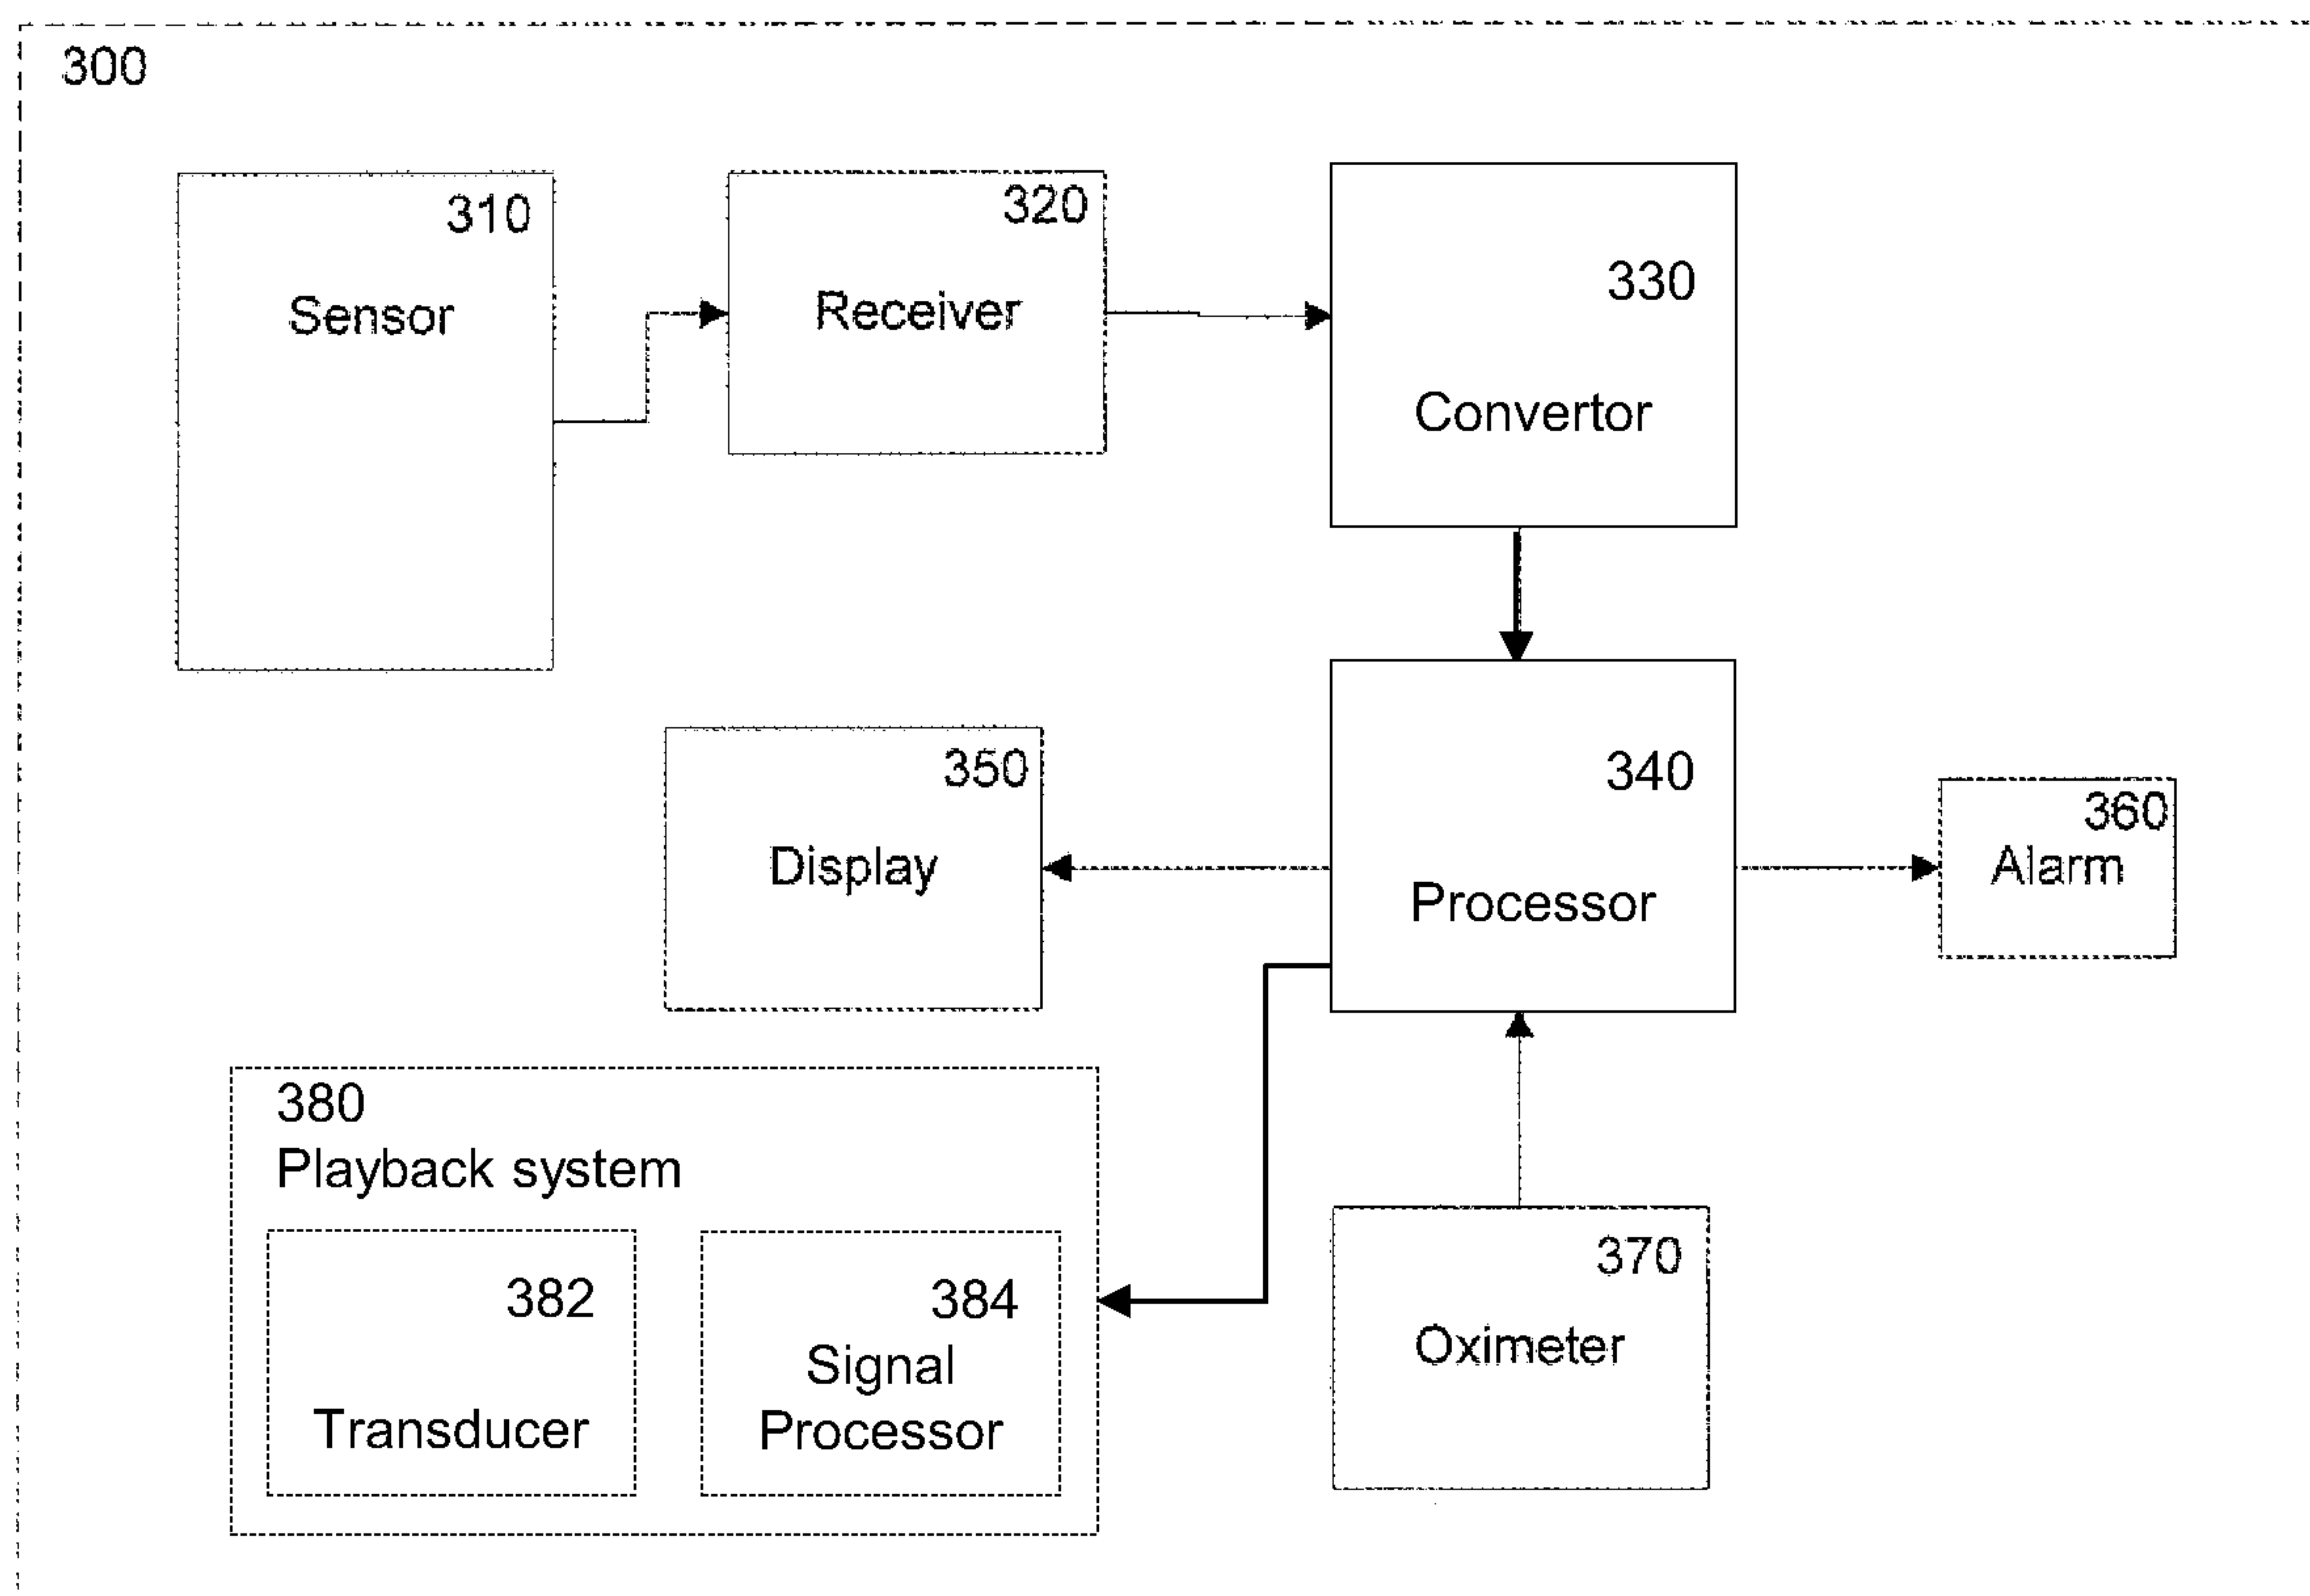 300
310
Sensor
320
Receiver
330
Convertor
350
Display
340
Processor
360
Alarm
380
Playback system
382
Transducer
384
Signal
Processor
370
Oximeter